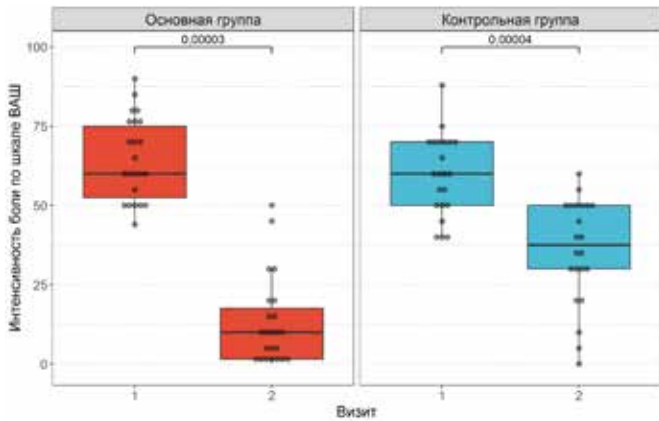 Основная группа
Контрольная группа
0,00003
0,00004
Интенсивность боли по шкале ВАШ
100
75
50
25
0
1
2
1
2
Визит